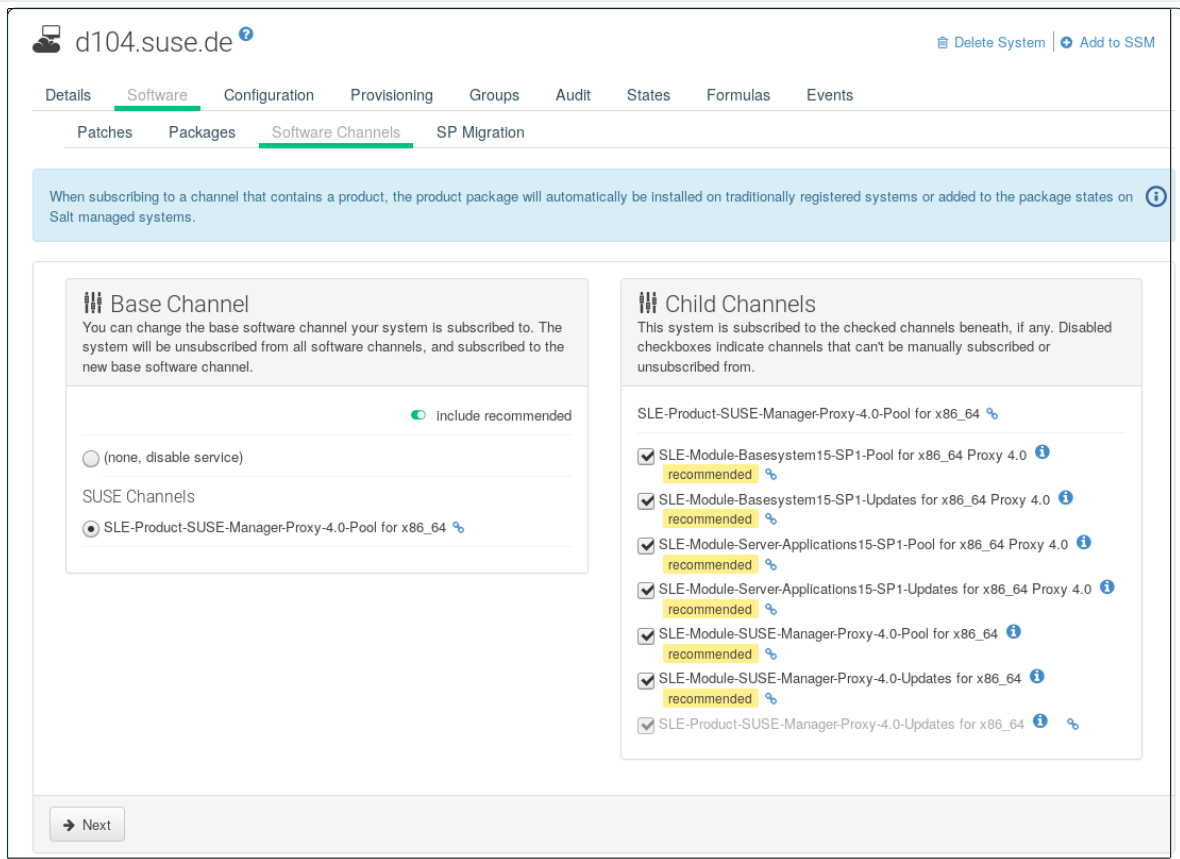 d104.suse.de
Delete System | Add to SSM
Details Software Configuration Provisioning Groups Audit States Formulas Events
Patches Packages Software Channels SP Migration
When subscribing to a channel that contains a product, the product package will automatically be installed on traditionally registered systems or added to the package states on
Salt managed systems.
Base Channel
You can change the base software channel your system is subscribed to. The
system will be unsubscribed from all software channels, and subscribed to the
new base software channel.
include recommended
(none, disable service)
SUSE Channels
SLE-Product-SUSE-Manager-Proxy-4.0-Pool for x86_64
Child Channels
This system is subscribed to the checked channels beneath, if any. Disabled
checkboxes indicate channels that can't be manually subscribed or
unsubscribed from.
SLE-Product-SUSE-Manager-Proxy-4.0-Pool for x86_64
SLE-Module-Basesystem15-SP1-Pool for x86_64 Proxy 4.0
recommended
SLE-Module-Basesystem15-SP1-Updates for x86_64 Proxy 4.0
recommended
SLE-Module-Server-Applications15-SP1-Pool for x86_64 Proxy 4.0
recommended
SLE-Module-Server-Applications15-SP1-Updates for x86_64 Proxy 4.0
recommended
SLE-Module-SUSE-Manager-Proxy-4.0-Pool for x86_64
recommended
SLE-Module-SUSE-Manager-Proxy-4.0-Updates for x86_64
recommended
SLE-Product-SUSE-Manager-Proxy-4.0-Updates for x86_64
Next